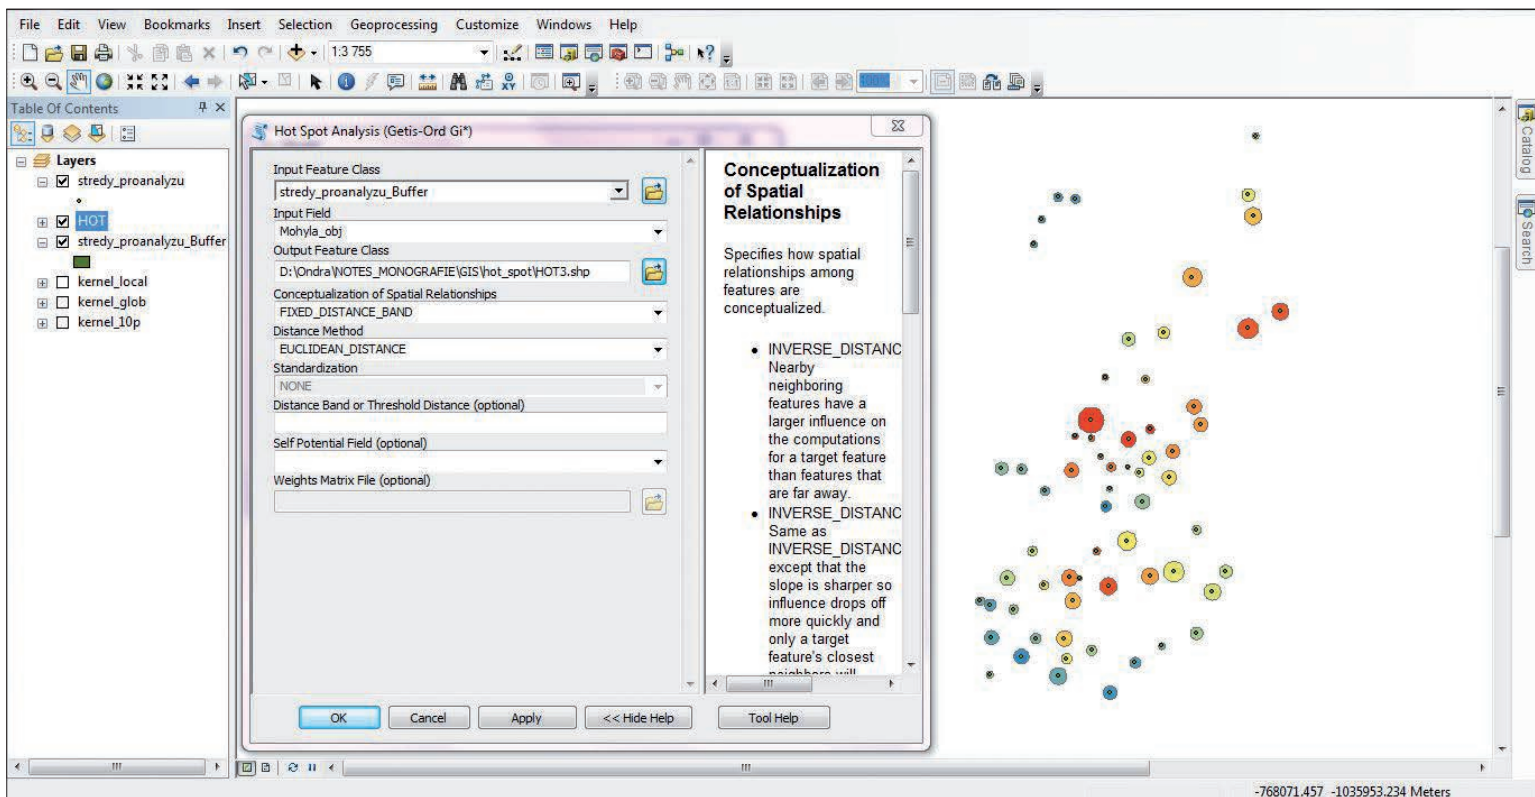 File Edit View Bookmarks Insert Selection Geoprocessing Customize Windows Help
1:3 755
100%
Table Of Contents
Layers
stredy_proanalyzu
HOT
stredy_proanalyzu_Buffer
kernel_local
kernel_glob
kernel_10p
Hot Spot Analysis (Getis-Ord Gi*)
Input Feature Class
stredy_proanalyzu_Buffer
Input Field
Mohyla_obj
Output Feature Class
D:\Ondra\NOTES_MONOGRAFIE\GIS\hot_spot\HOT3.shp
Conceptualization of Spatial Relationships
FIXED_DISTANCE_BAND
Distance Method
EUCLIDEAN_DISTANCE
Standardization
NONE
Distance Band or Threshold Distance (optional)
Self Potential Field (optional)
Weights Matrix File (optional)
OK Cancel Apply << Hide Help Tool Help
Conceptualization
of Spatial
Relationships
Specifies how spatial
relationships among
features are
conceptualized.
• INVERSE_DISTANC
Nearby
neighboring
features have a
larger influence on
the computations
for a target feature
than features that
are far away.
• INVERSE_DISTANC
Same as
INVERSE_DISTANC
except that the
slope is sharper so
influence drops off
more quickly and
only a target
feature's closest
neighbors will
Catalog
Search
-768071.457 -1035953.234 Meters